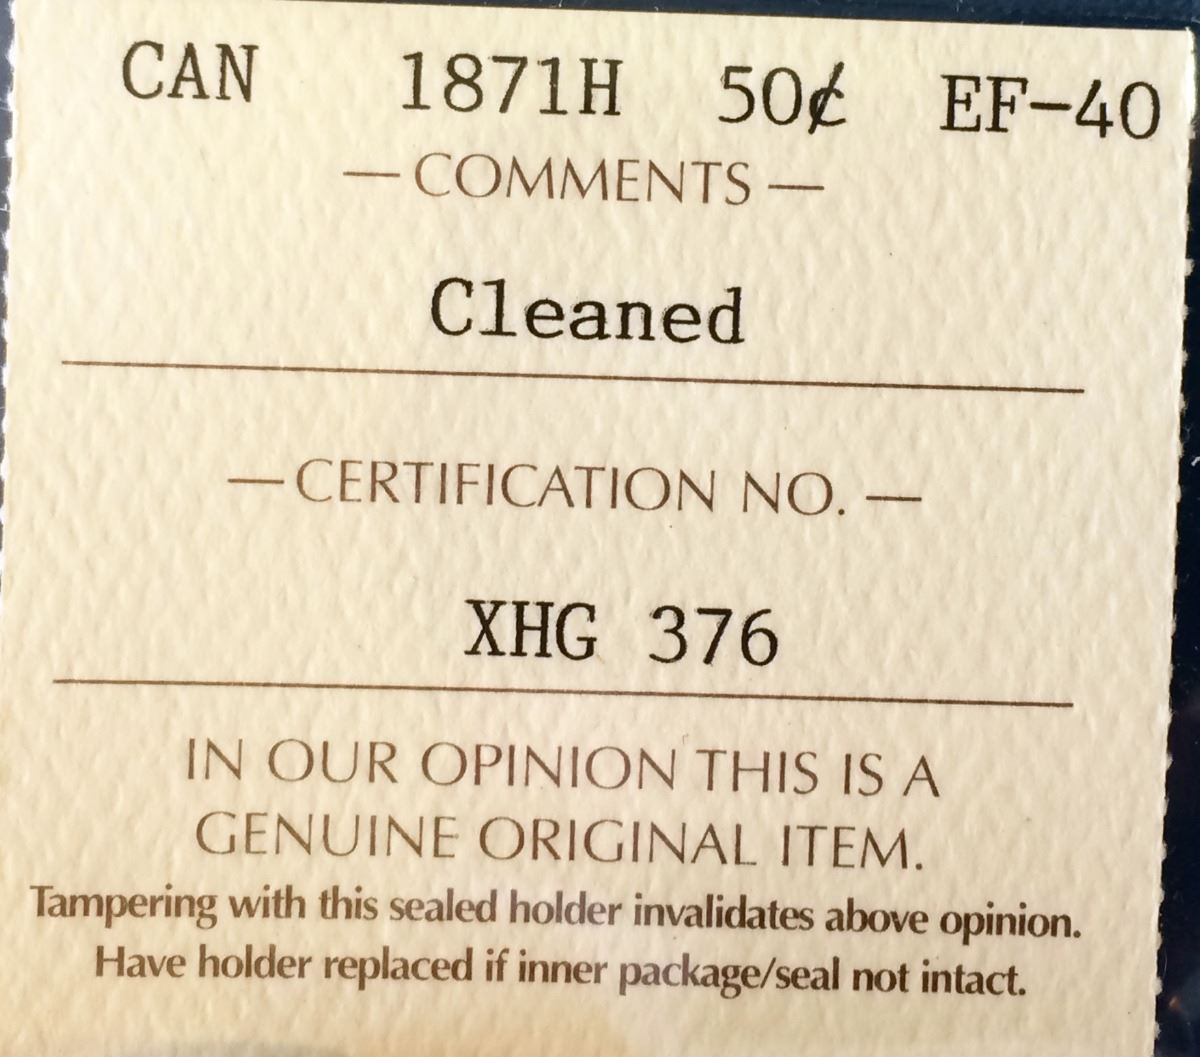 CAN 1871H 50¢ EF-40
— COMMENTS —
Cleaned
— CERTIFICATION NO. —
XHG 376
IN OUR OPINION THIS IS A
GENUINE ORIGINAL ITEM.
Tampering with this sealed holder invalidates above opinion.
Have holder replaced if inner package/seal not intact.